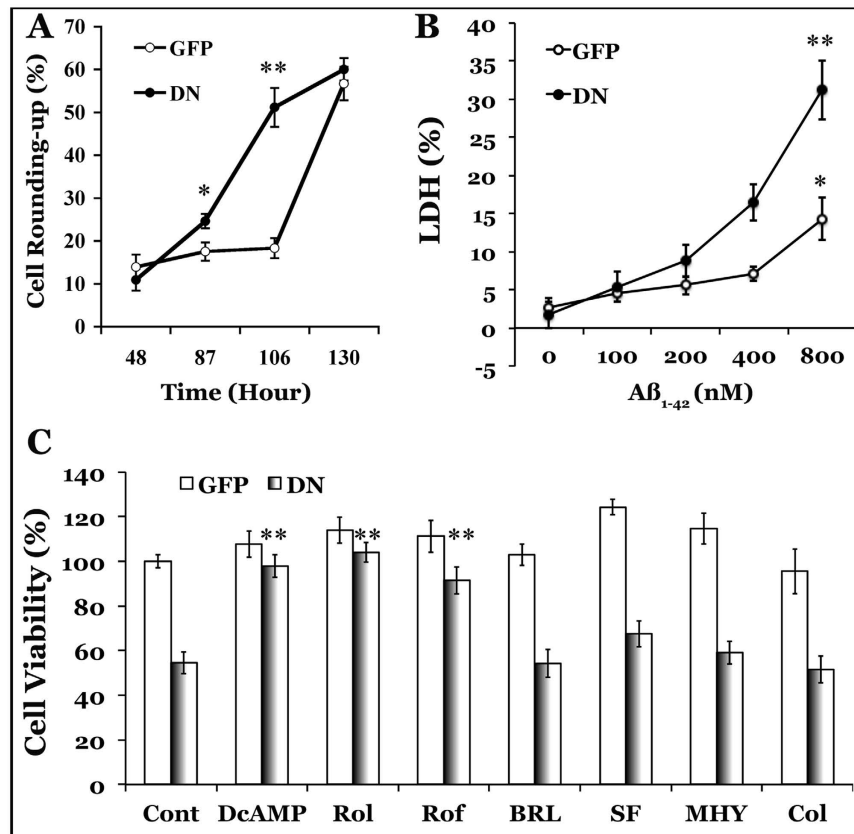 A
GFP
DN
Cell Rounding-up (%)
70
60
50
40
30
20
10
0
*
**
48 87 106 130
Time (Hour)
B
GFP
DN
LDH (%)
40
35
30
25
20
15
10
5
0
-5
**
*
0 100 200 400 800
Aß1-42 (nM)
C
GFP DN
Cell Viability (%)
140
120
100
80
60
40
20
0
** ** **
Cont DcAMP Rol Rof BRL SF MHY Col